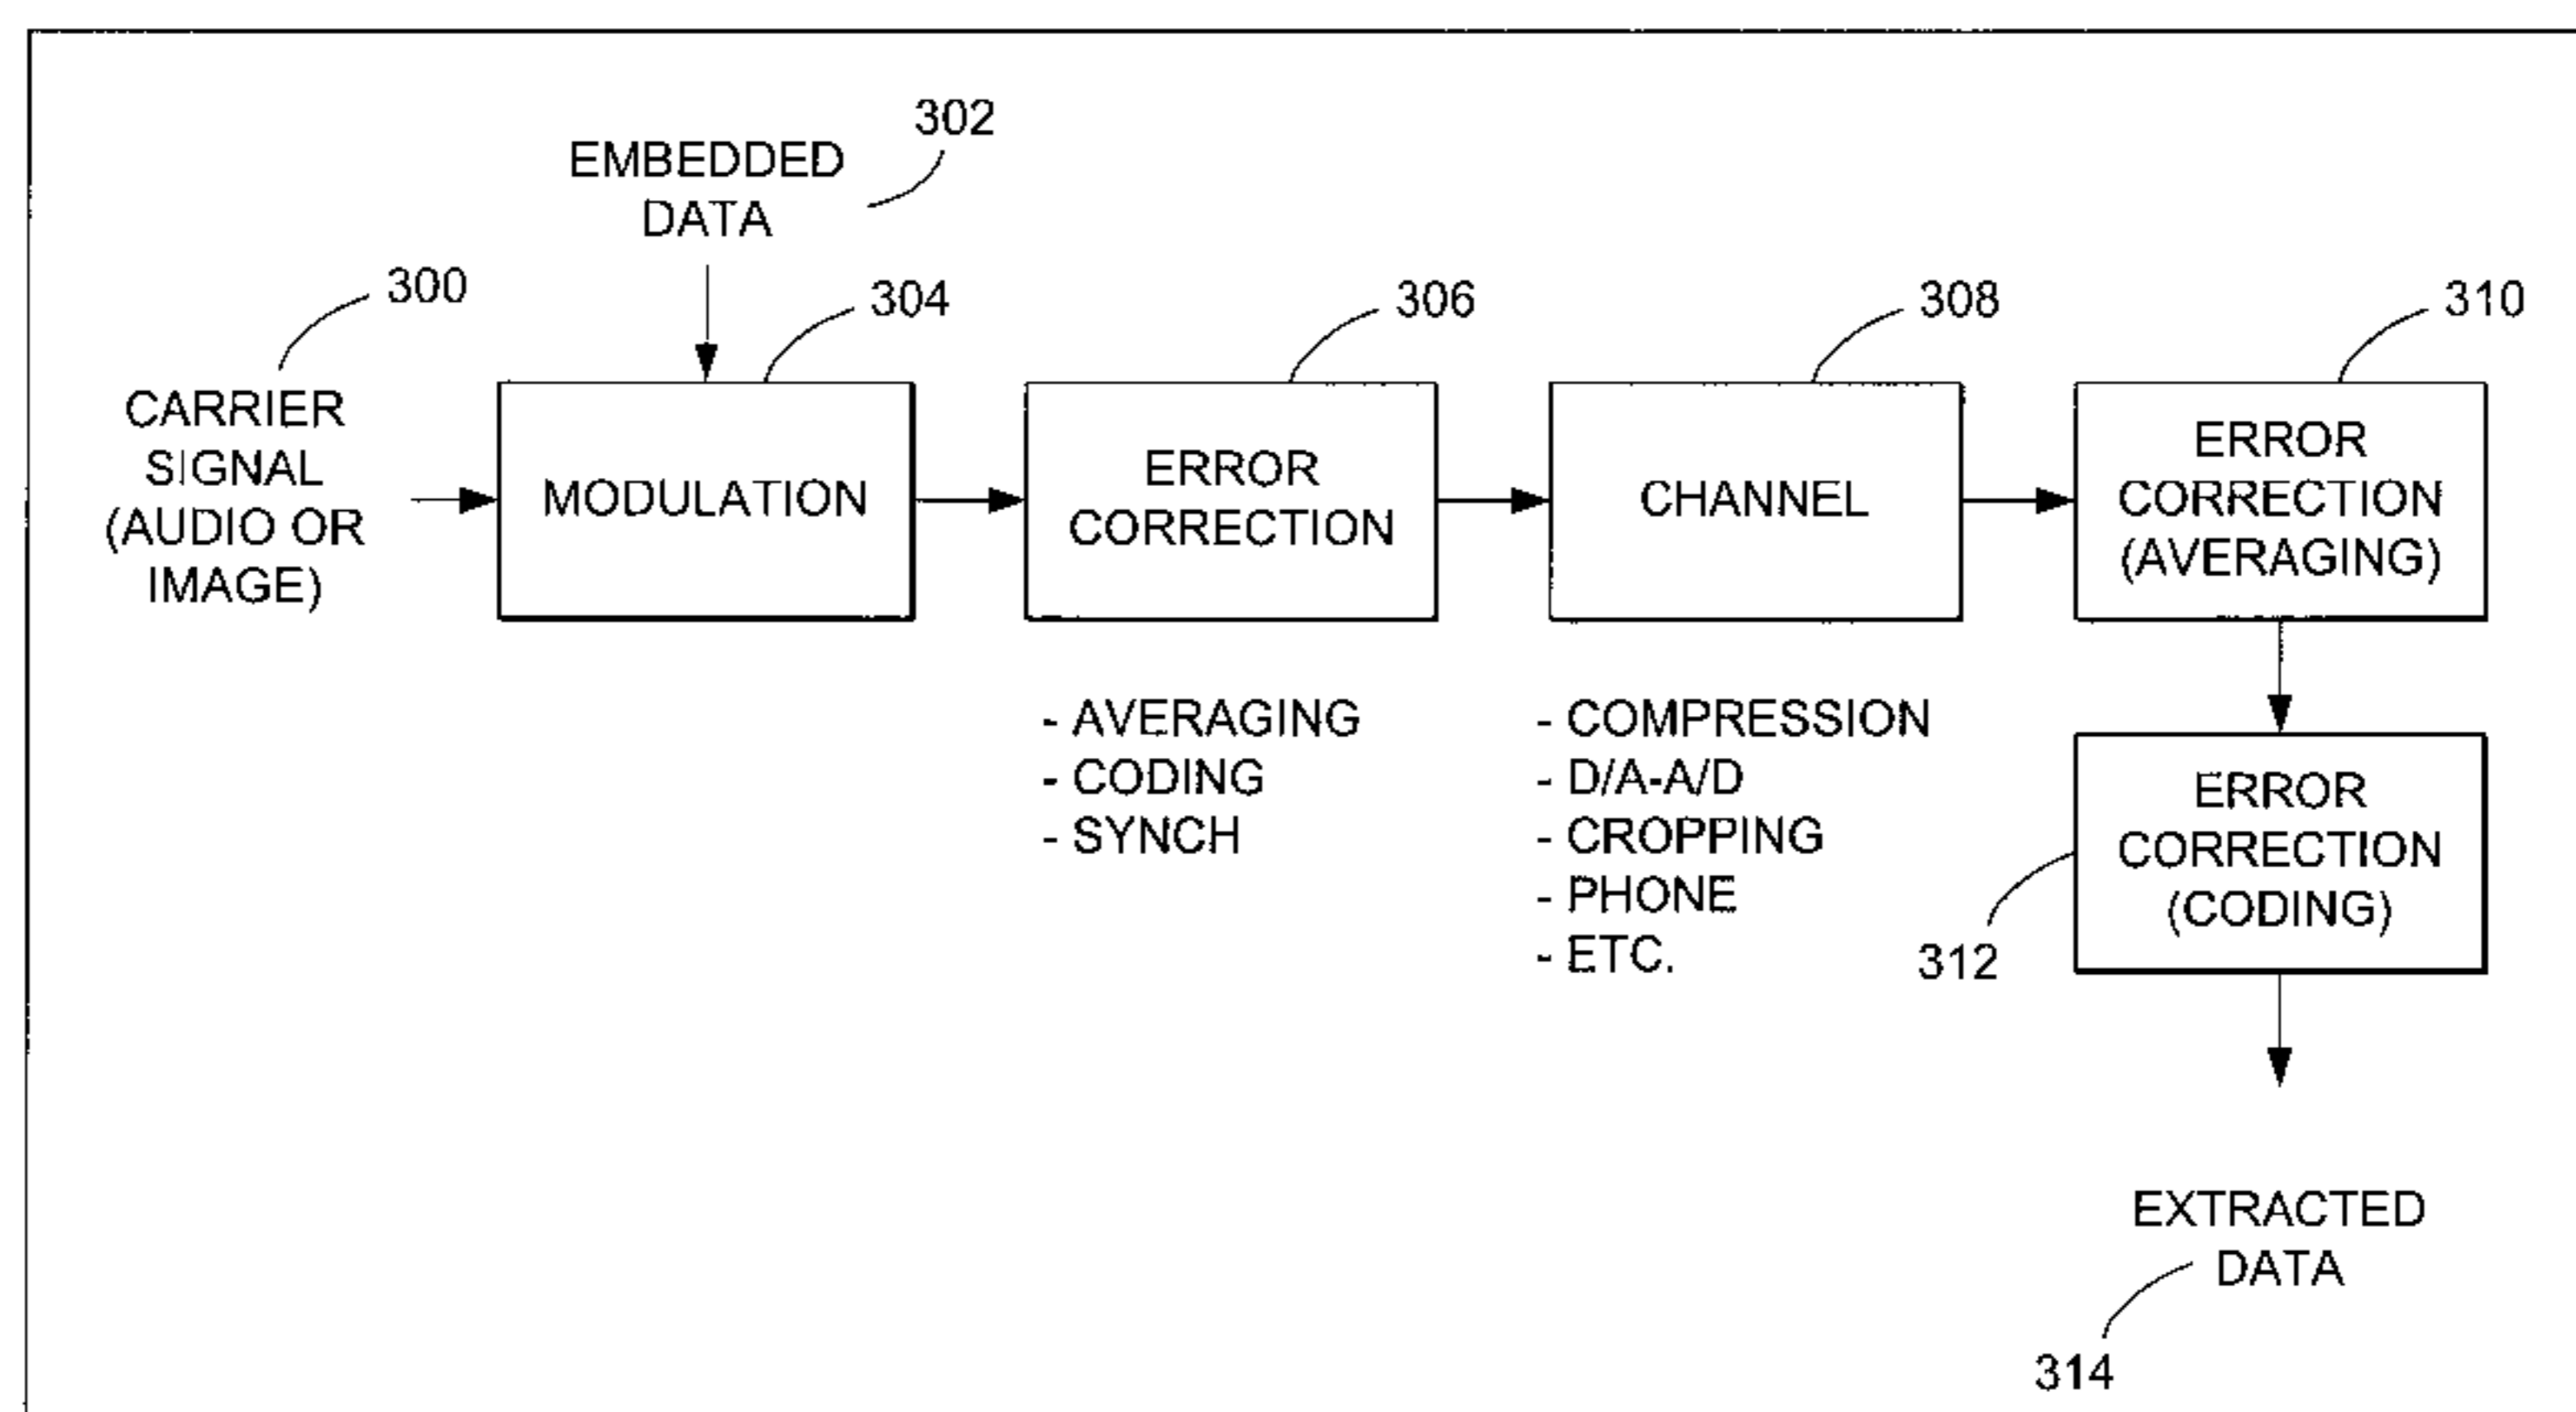 302
EMBEDDED
DATA
300
304
306
308
310
CARRIER
SIGNAL
(AUDIO OR
IMAGE)
MODULATION
ERROR
CORRECTION
CHANNEL
ERROR
CORRECTION
(AVERAGING)
- AVERAGING
- CODING
- SYNCH
- COMPRESSION
- D/A-A/D
- CROPPING
- PHONE
- ETC.
ERROR
CORRECTION
(CODING)
312
EXTRACTED
DATA
314